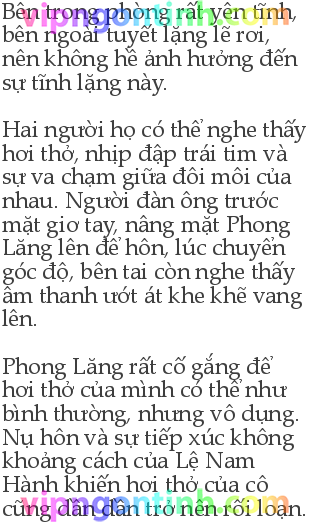 Bên trong phòng rất yên tĩnh,
vipngontinh.com
bên ngoài tuyết lặng lẽ rơi,
nên không hề ảnh hưởng đến
sự tĩnh lặng này.
Hai người họ có thể nghe thấy
hơi thở, nhịp đập trái tim và
sự va chạm giữa đôi môi của
nhau. Người đàn ông trước
mặt giơ tay, nâng mặt Phong
Lăng lên để hôn, lúc chuyển
góc độ, bên tai còn nghe thấy
âm thanh ướt át khe khẽ vang
lên.
Phong Lăng rất cố gắng để
hơi thở của mình có thể như
bình thường, nhưng vô dụng.
Nụ hôn và sự tiếp xúc không
khoảng cách của Lệ Nam
Hành khiến hơi thở của cô
cũng dần dần trở nên rối loạn.
vipngontinh.com